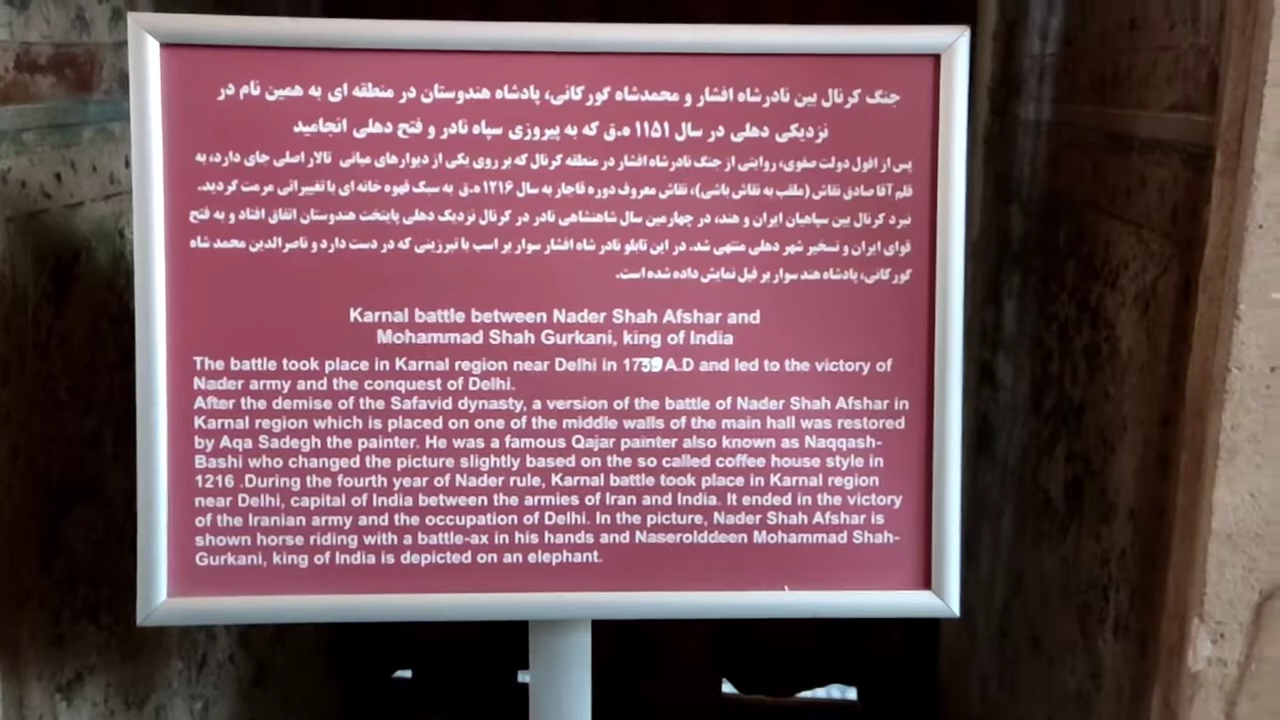 جنگ کرنال بین نادرشاه افشار و محمدشاه گورکانی، پادشاه هندوستان در منطقه ای به همین نام در
نزدیکی دهلی در سال ۱۱۵۱ ه.ق که به پیروزی سپاه نادر و فتح دهلی انجامید
پس از افول دولت صفوی، روایتی از جنگ نادرشاه افشار در منطقه کرنال که بر روی یکی از دیوارهای میانی تالار اصلی جای دارد، به
قلم آقا صادق نقاش (ملقب به نقاش باشی)، نقاش معروف دوره قاجار به سال ۱۲۱۶ ه.ق به سبک قهوه خانه ای با تغییراتی مرمت گردید.
نبرد کرنال بین سپاهیان ایران و هند، در چهارمین سال شاهنشاهی نادر در کرنال نزدیک دهلی پایتخت هندوستان اتفاق افتاد و به فتح
قوای ایران و تسخیر شهر دهلی منتهی شد. در این تابلو نادر شاه افشار سوار بر اسب با تبرزینی که در دست دارد و ناصرالدین محمد شاه
گورکانی، پادشاه هند سوار بر فیل نمایش داده شده است.
Karnal battle between Nader Shah Afshar and
Mohammad Shah Gurkani, king of India
The battle took place in Karnal region near Delhi in 1739 A.D and led to the victory of
Nader army and the conquest of Delhi.
After the demise of the Safavid dynasty, a version of the battle of Nader Shah Afshar in
Karnal region which is placed on one of the middle walls of the main hall was restored
by Aqa Sadegh the painter. He was a famous Qajar painter also known as Naqqash-
Bashi who changed the picture slightly based on the so called coffee house style in
1216 .During the fourth year of Nader rule, Karnal battle took place in Karnal region
near Delhi, capital of India between the armies of Iran and India. It ended in the victory
of the Iranian army and the occupation of Delhi. In the picture, Nader Shah Afshar is
shown horse riding with a battle-ax in his hands and Naserolddeen Mohammad Shah-
Gurkani, king of India is depicted on an elephant.